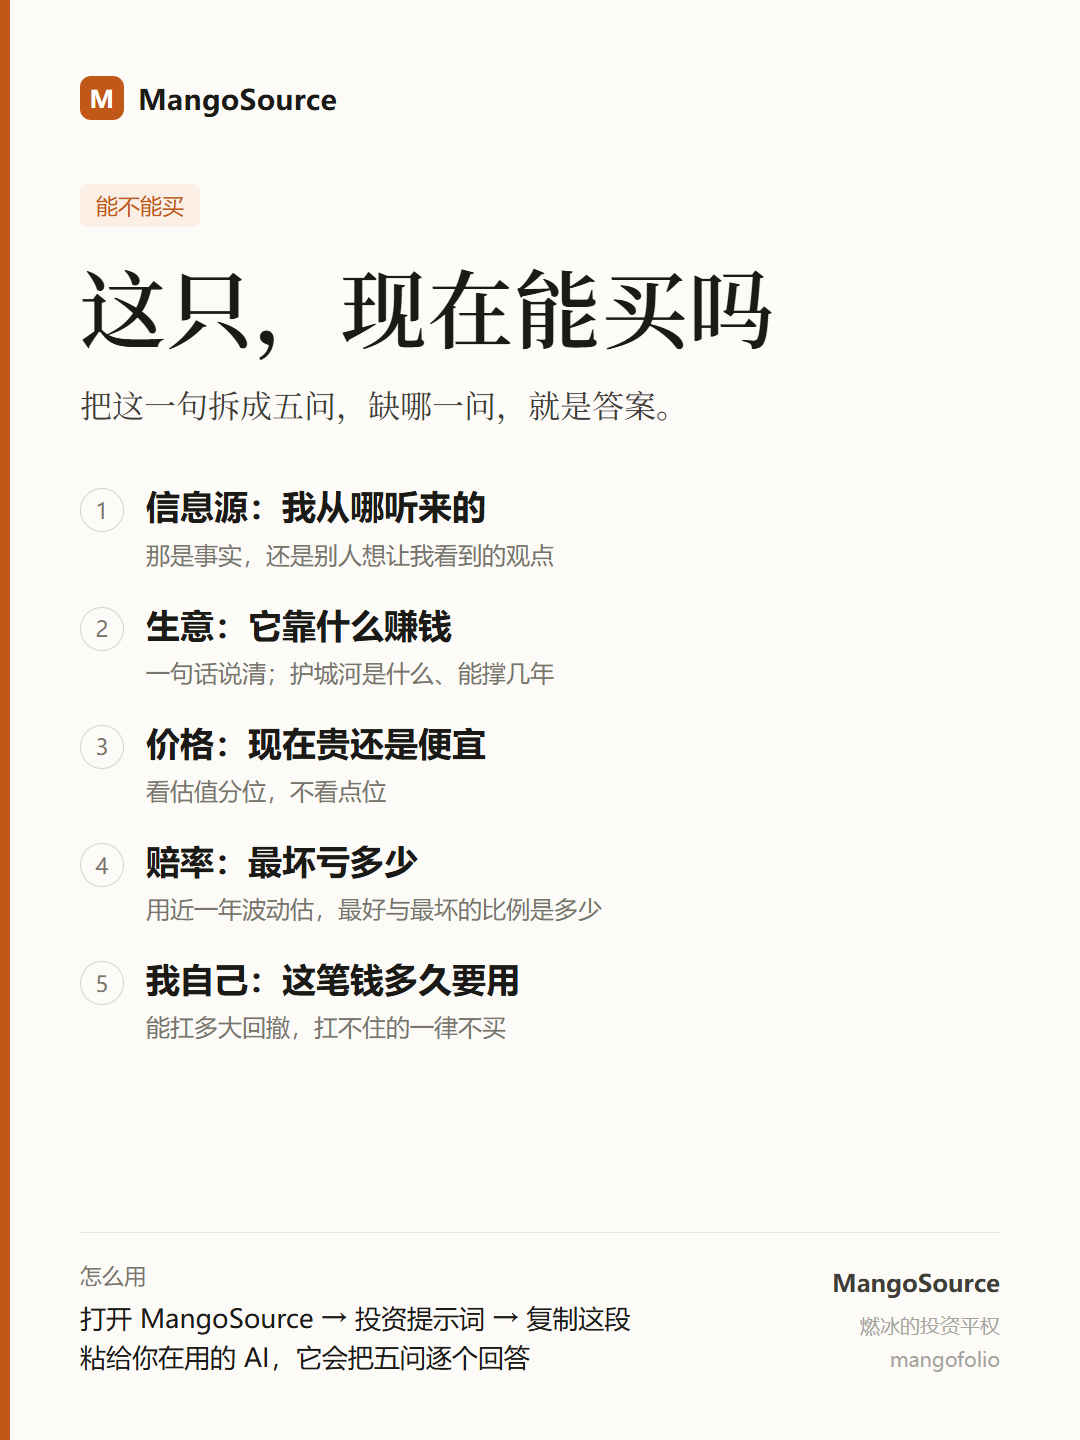 M MangoSource
能不能买
这只，现在能买吗
把这一句拆成五问，缺哪一问，就是答案。
1 信息源：我从哪听来的
那是事实，还是别人想让我看到的观点
2 生意：它靠什么赚钱
一句话说清；护城河是什么、能撑几年
3 价格：现在贵还是便宜
看估值分位，不看点位
4 赔率：最坏亏多少
用近一年波动估，最好与最坏的比例是多少
5 我自己：这笔钱多久要用
能扛多大回撤，扛不住的一律不买
怎么用
打开 MangoSource → 投资提示词 → 复制这段
粘给你在用的 AI，它会把五问逐个回答
MangoSource
燃冰的投资平权
mangofolio